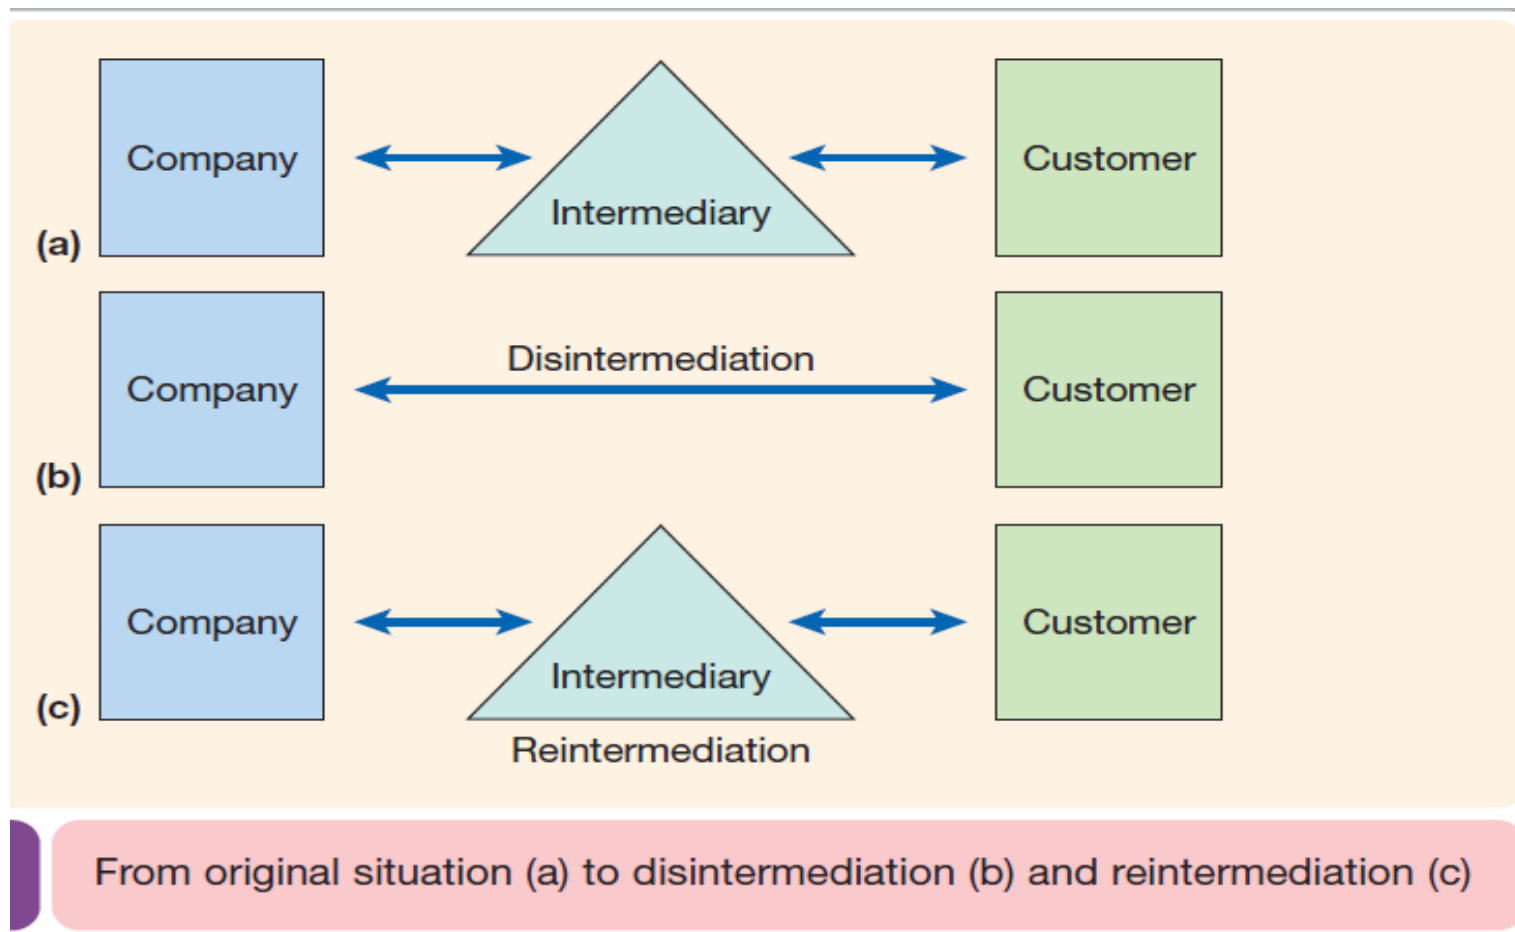 Company
Intermediary
Customer
(a)
Company
Disintermediation
Customer
(b)
Company
Intermediary
Customer
(c)
Reintermediation
From original situation (a) to disintermediation (b) and reintermediation (c)